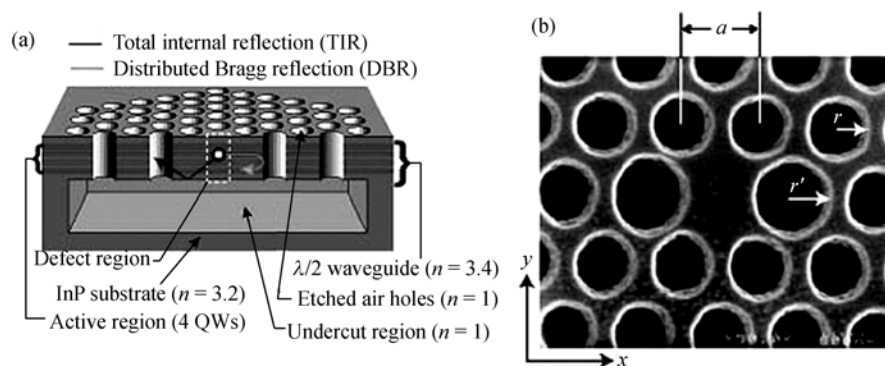 (a)
Total internal reflection (TIR)
Distributed Bragg reflection (DBR)
Defect region
InP substrate (n = 3.2)
Active region (4 QWs)
λ/2 waveguide (n = 3.4)
Etched air holes (n = 1)
Undercut region (n = 1)
(b)
a
r
r′
y
x